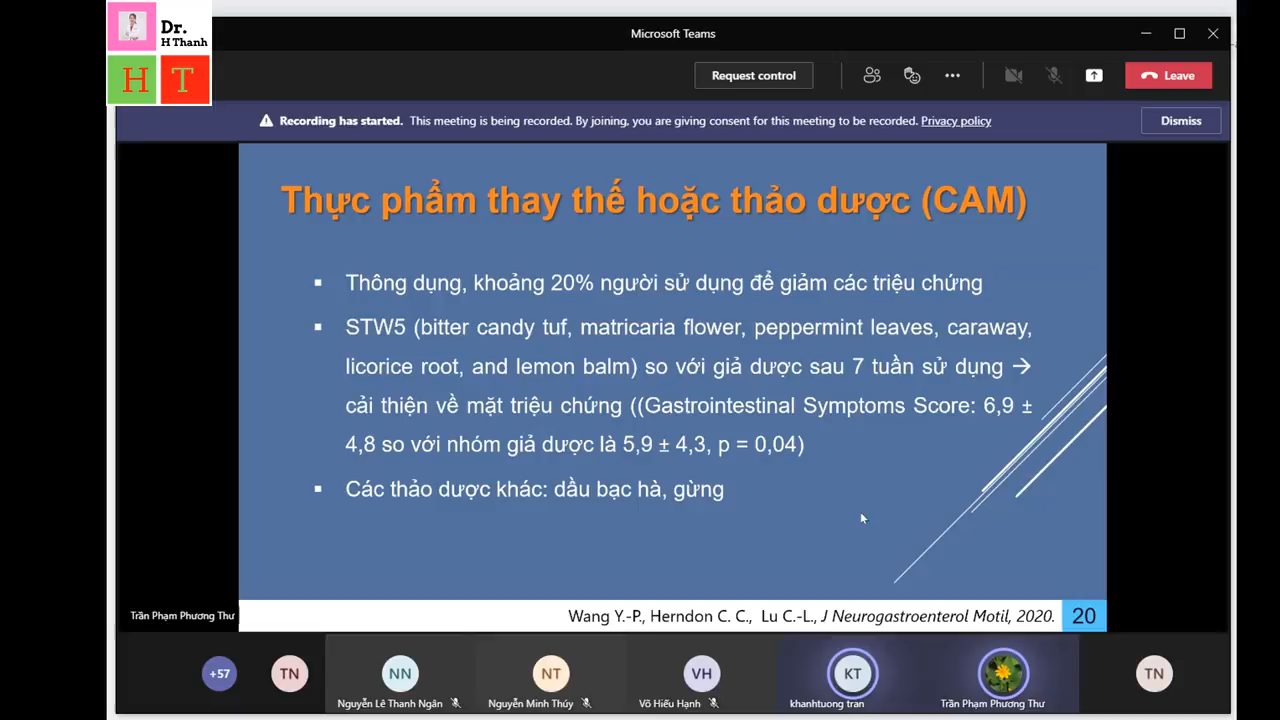 Dr.
H Thanh
H T
Microsoft Teams
Request control
Leave
Recording has started. This meeting is being recorded. By joining, you are giving consent for this meeting to be recorded. Privacy policy
Dismiss
Thực phẩm thay thế hoặc thảo dược (CAM)
Thông dụng, khoảng 20% người sử dụng để giảm các triệu chứng
STW5 (bitter candy tuf, matricaria flower, peppermint leaves, caraway,
licorice root, and lemon balm) so với giả dược sau 7 tuần sử dụng →
cải thiện về mặt triệu chứng ((Gastrointestinal Symptoms Score: 6,9 ±
4,8 so với nhóm giả dược là 5,9 ± 4,3, p = 0,04)
Các thảo dược khác: dầu bạc hà, gừng
Wang Y.-P., Herndon C. C., Lu C.-L., J Neurogastroenterol Motil, 2020.
20
Trần Phạm Phương Thư
+57
TN
NN
NT
VH
KT
TN
Nguyễn Lê Thanh Ngân
Nguyễn Minh Thúy
Võ Hiếu Hạnh
khanhtuong tran
Trần Phạm Phương Thư